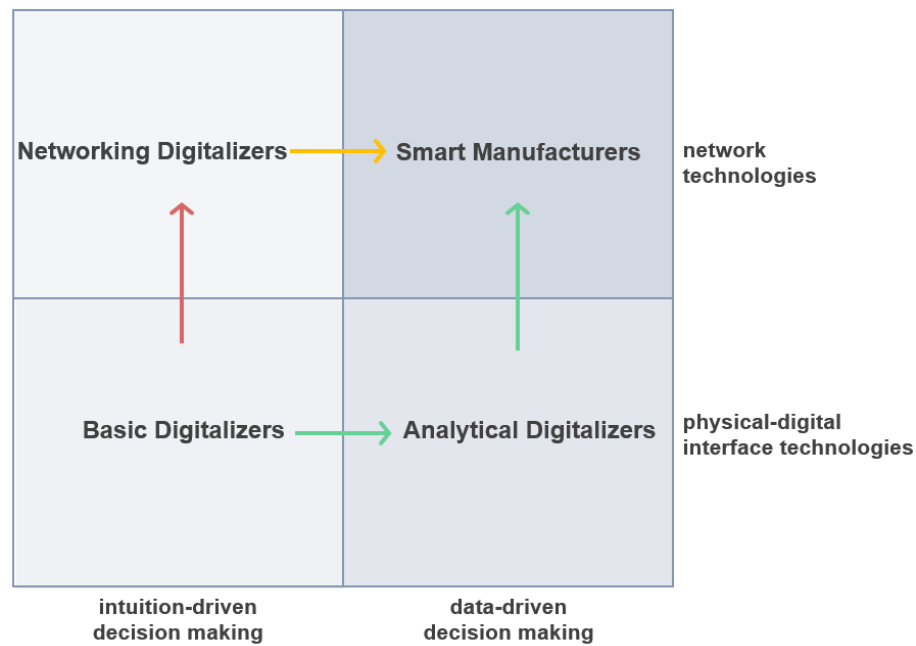 Networking Digitalizers
Smart Manufacturers
network
technologies
Basic Digitalizers
Analytical Digitalizers
physical-digital
interface technologies
intuition-driven
decision making
data-driven
decision making